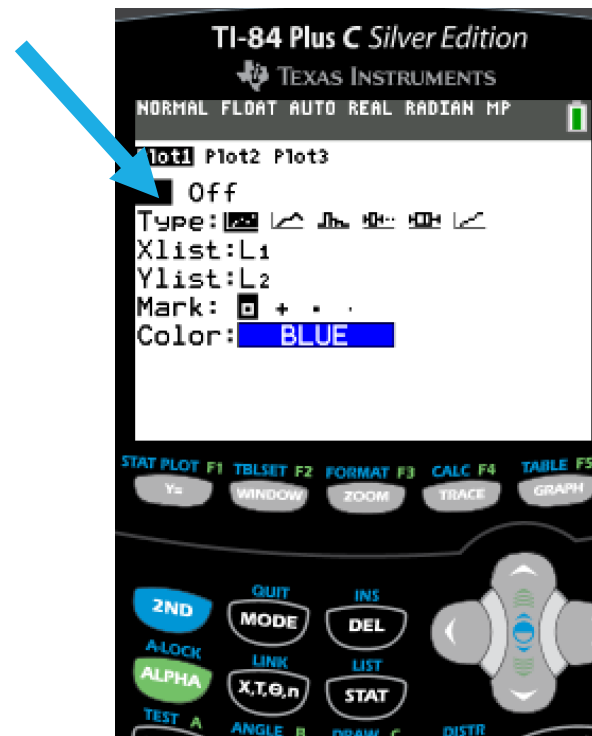 TI-84 Plus C Silver Edition
TEXAS INSTRUMENTS
NORMAL FLOAT AUTO REAL RADIAN MP
Plot1 Plot2 Plot3
Off
Type:
Xlist:L1
Ylist:L2
Mark:
Color: BLUE
STAT PLOT F1 TBLSET F2 FORMAT F3 CALC F4 TABLE F5
Y= WINDOW ZOOM TRACE GRAPH
QUIT INS
2ND MODE DEL
A-LOCK LINK LIST
ALPHA X,T,Θ,n STAT
TEST A ANGLE B DRAW C DISTR